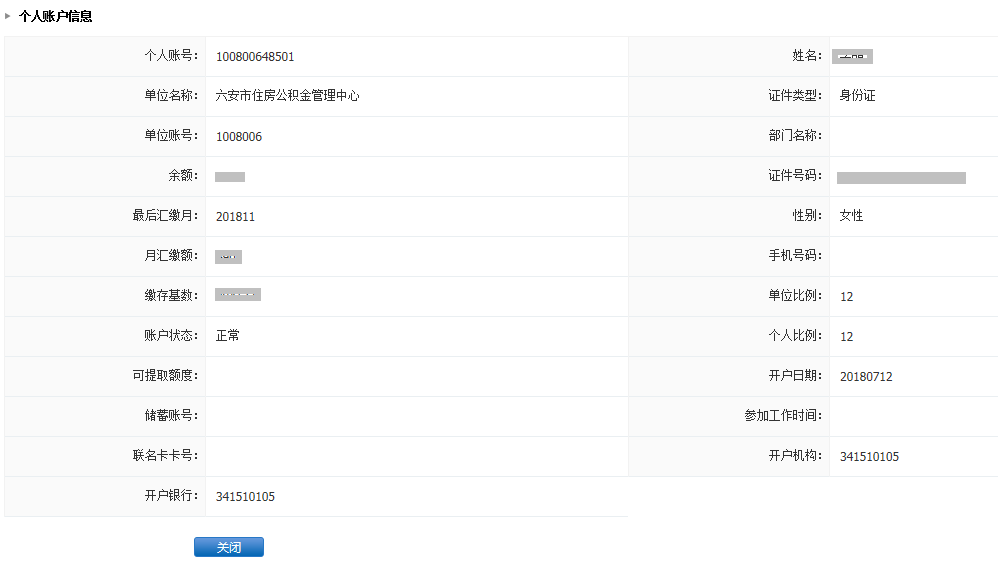 个人账户信息
个人账号： 100800648501 姓名：
单位名称： 六安市住房公积金管理中心 证件类型： 身份证
单位账号： 1008006 部门名称：
余额： 证件号码：
最后汇缴月： 201811 性别： 女性
月汇缴额： 手机号码：
缴存基数： 单位比例： 12
账户状态： 正常 个人比例： 12
可提取额度： 开户日期： 20180712
储蓄账号： 参加工作时间：
联名卡卡号： 开户机构： 341510105
开户银行： 341510105
关闭